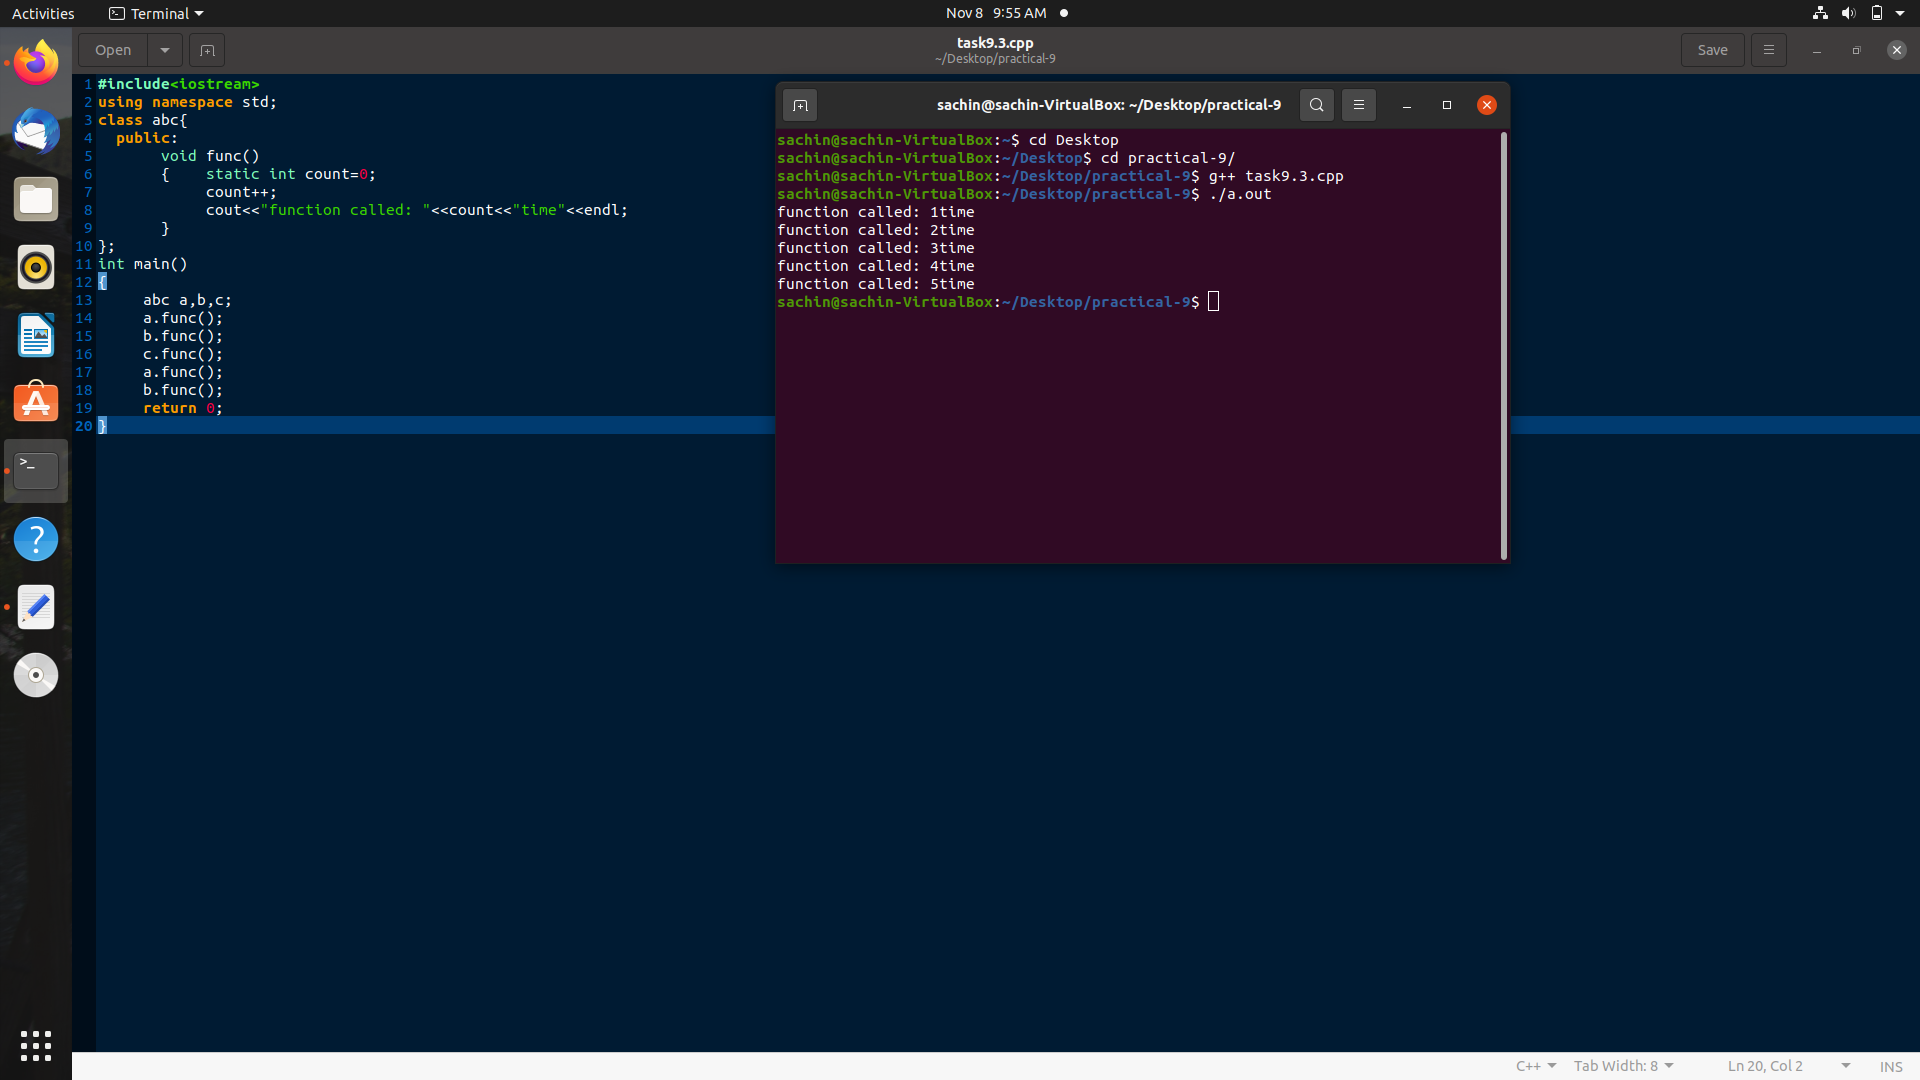 Activities
Terminal
Nov 8 9:55 AM
Open
task9.3.cpp
~/Desktop/practical-9
Save
1 #include<iostream>
2 using namespace std;
3 class abc{
4   public:
5        void func()
6        {    static int count=0;
7             count++;
8             cout<<"function called: "<<count<<"time"<<endl;
9        }
10 };
11 int main()
12 {
13      abc a,b,c;
14      a.func();
15      b.func();
16      c.func();
17      a.func();
18      b.func();
19      return 0;
20 }
sachin@sachin-VirtualBox: ~/Desktop/practical-9
sachin@sachin-VirtualBox:~$ cd Desktop
sachin@sachin-VirtualBox:~/Desktop$ cd practical-9/
sachin@sachin-VirtualBox:~/Desktop/practical-9$ g++ task9.3.cpp
sachin@sachin-VirtualBox:~/Desktop/practical-9$ ./a.out
function called: 1time
function called: 2time
function called: 3time
function called: 4time
function called: 5time
sachin@sachin-VirtualBox:~/Desktop/practical-9$
C++
Tab Width: 8
Ln 20, Col 2
INS